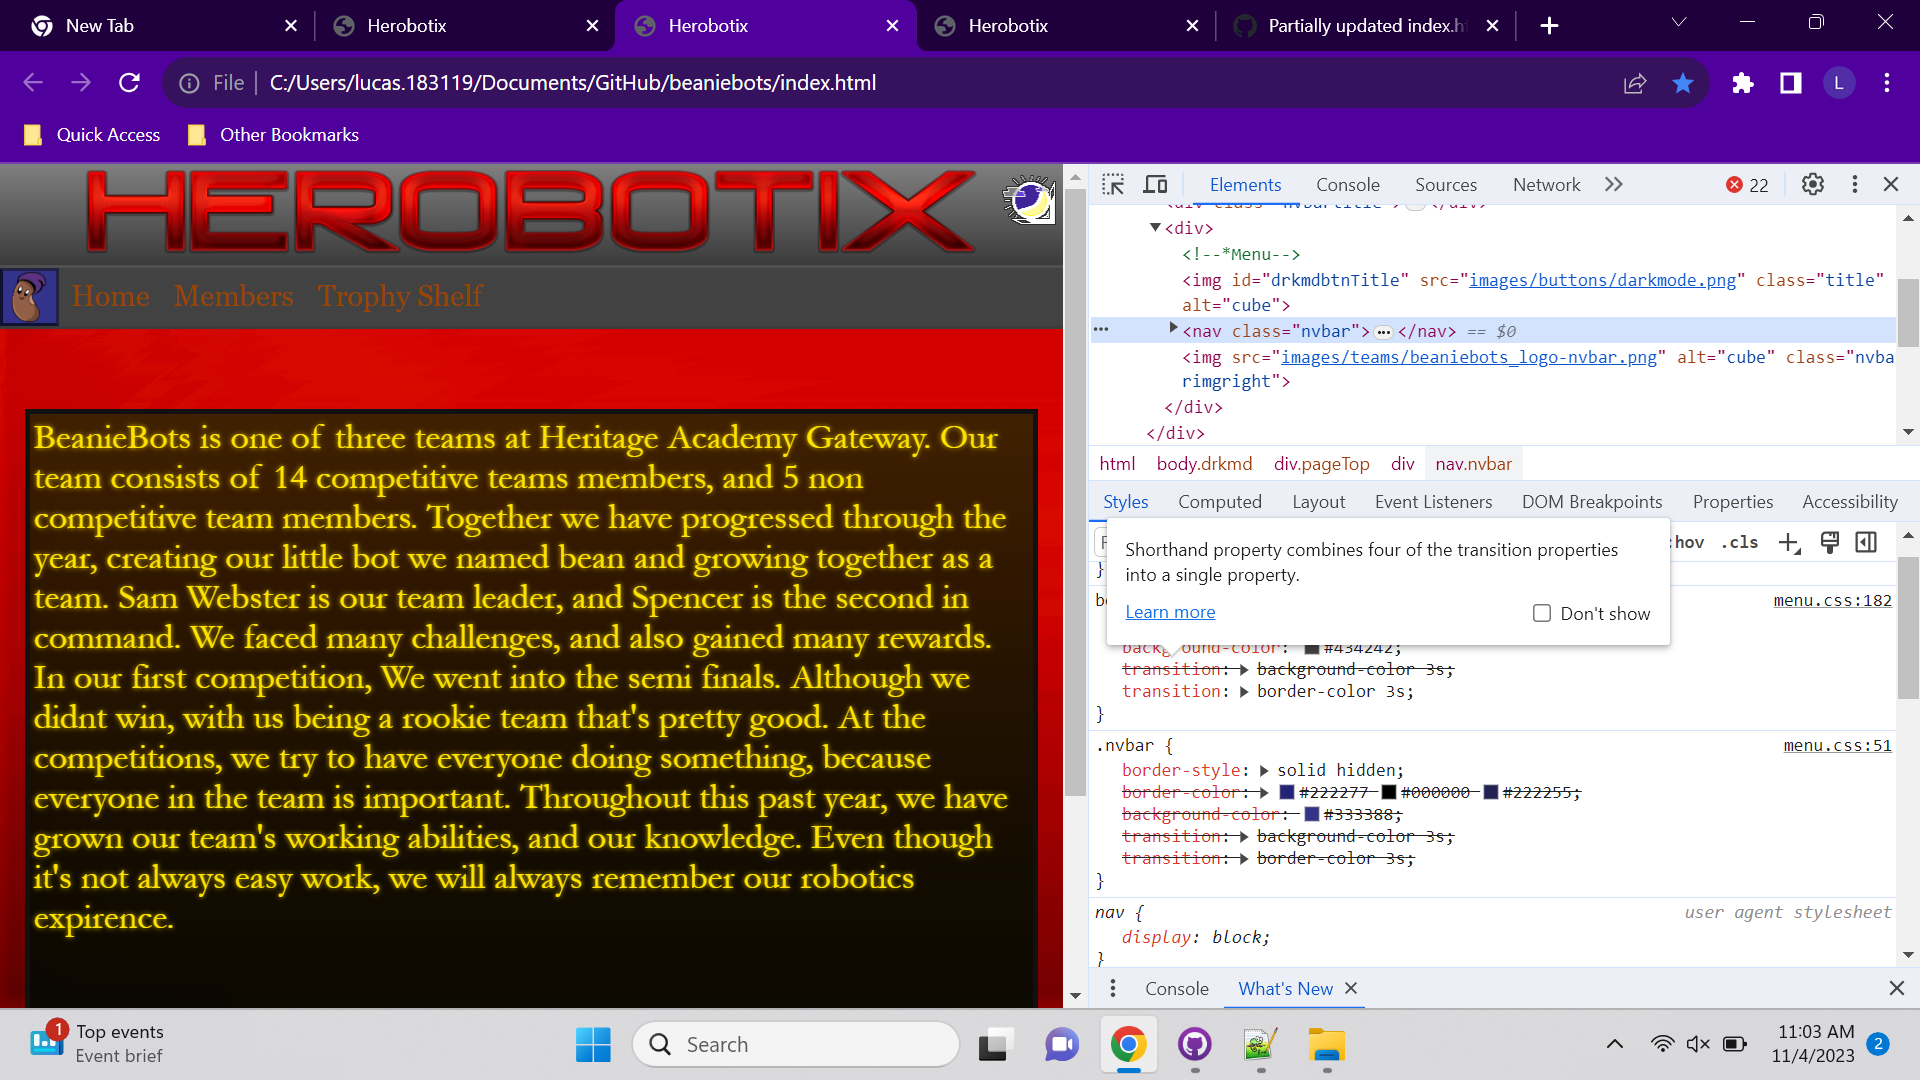 New Tab
Herobotix
Herobotix
Herobotix
Partially updated index.h
File
C:/Users/lucas.183119/Documents/GitHub/beaniebots/index.html
L
Quick Access
Other Bookmarks
HEROBOTIX
Home Members Trophy Shelf
BeanieBots is one of three teams at Heritage Academy Gateway. Our
team consists of 14 competitive teams members, and 5 non
competitive team members. Together we have progressed through the
year, creating our little bot we named bean and growing together as a
team. Sam Webster is our team leader, and Spencer is the second in
command. We faced many challenges, and also gained many rewards.
In our first competition, We went into the semi finals. Although we
didnt win, with us being a rookie team that's pretty good. At the
competitions, we try to have everyone doing something, because
everyone in the team is important. Throughout this past year, we have
grown our team's working abilities, and our knowledge. Even though
it's not always easy work, we will always remember our robotics
expirence.
Elements Console Sources Network 22
<div>
<!--*Menu-->
<img id="drkmdbtnTitle" src="images/buttons/darkmode.png" class="title"
alt="cube">
<nav class="nvbar"> </nav> == $0
<img src="images/teams/beaniebots_logo-nvbar.png" alt="cube" class="nvba
rimgright">
</div>
</div>
html body.drkmd div.pageTop div nav.nvbar
Styles Computed Layout Event Listeners DOM Breakpoints Properties Accessibility
:hov .cls
Shorthand property combines four of the transition properties
into a single property.
Learn more
Don't show
}
menu.css:182
background-color: #434242;
transition: background-color 3s;
transition: border-color 3s;
}
.nvbar {
menu.css:51
border-style: solid hidden;
border-color: #222277 #000000 #222255;
background-color: #333388;
transition: background-color 3s;
transition: border-color 3s;
}
nav {
user agent stylesheet
display: block;
}
Console What's New
1
Top events
Event brief
Search
11:03 AM
11/4/2023
2